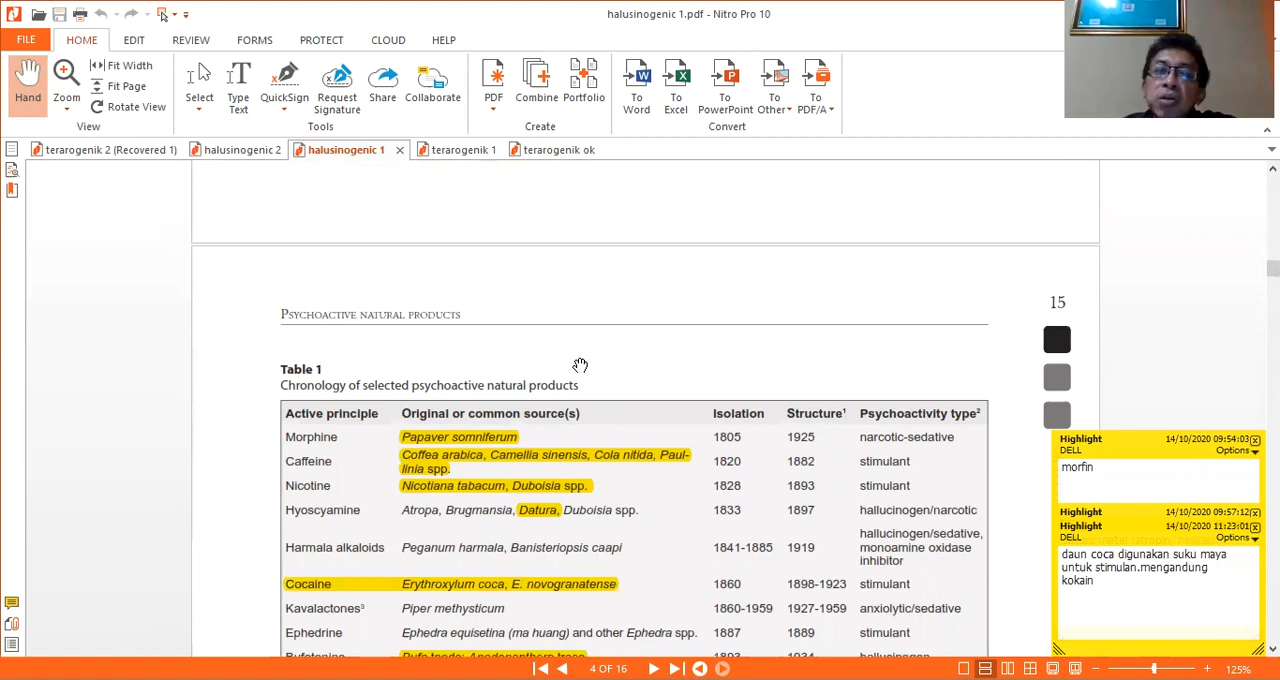 halusinogenic 1.pdf - Nitro Pro 10
FILE HOME EDIT REVIEW FORMS PROTECT CLOUD HELP
Hand
Zoom
Fit Width
Fit Page
Rotate View
View
Select
Type Text
QuickSign
Request Signature
Share
Collaborate
Tools
PDF
Combine
Portfolio
Create
To Word
To Excel
To PowerPoint
To Other
To PDF/A
Convert
terarogenik 2 (Recovered 1) halusinogenic 2 halusinogenic 1 terarogenik 1 terarogenik ok
PSYCHOACTIVE NATURAL PRODUCTS 15
Table 1
Chronology of selected psychoactive natural products
Active principle Original or common source(s) Isolation Structure¹ Psychoactivity type²
Morphine Papaver somniferum 1805 1925 narcotic-sedative
Caffeine Coffea arabica, Camellia sinensis, Cola nitida, Paul-
linia spp. 1820 1882 stimulant
Nicotine Nicotiana tabacum, Duboisia spp. 1828 1893 stimulant
Hyoscyamine Atropa, Brugmansia, Datura, Duboisia spp. 1833 1897 hallucinogen/narcotic
Harmala alkaloids Peganum harmala, Banisteriopsis caapi 1841-1885 1919 hallucinogen/sedative,
monoamine oxidase
inhibitor
Cocaine Erythroxylum coca, E. novogranatense 1860 1898-1923 stimulant
Kavalactones³ Piper methysticum 1860-1959 1927-1959 anxiolytic/sedative
Ephedrine Ephedra equisetina (ma huang) and other Ephedra spp. 1887 1889 stimulant
Highlight 14/10/2020 09:54:03
DELL Options
morfin
Highlight 14/10/2020 09:57:12
Highlight 14/10/2020 11:23:01
DELL Options
daun coca digunakan suku maya
untuk stimulan.mengandung
kokain
4 OF 16
125%